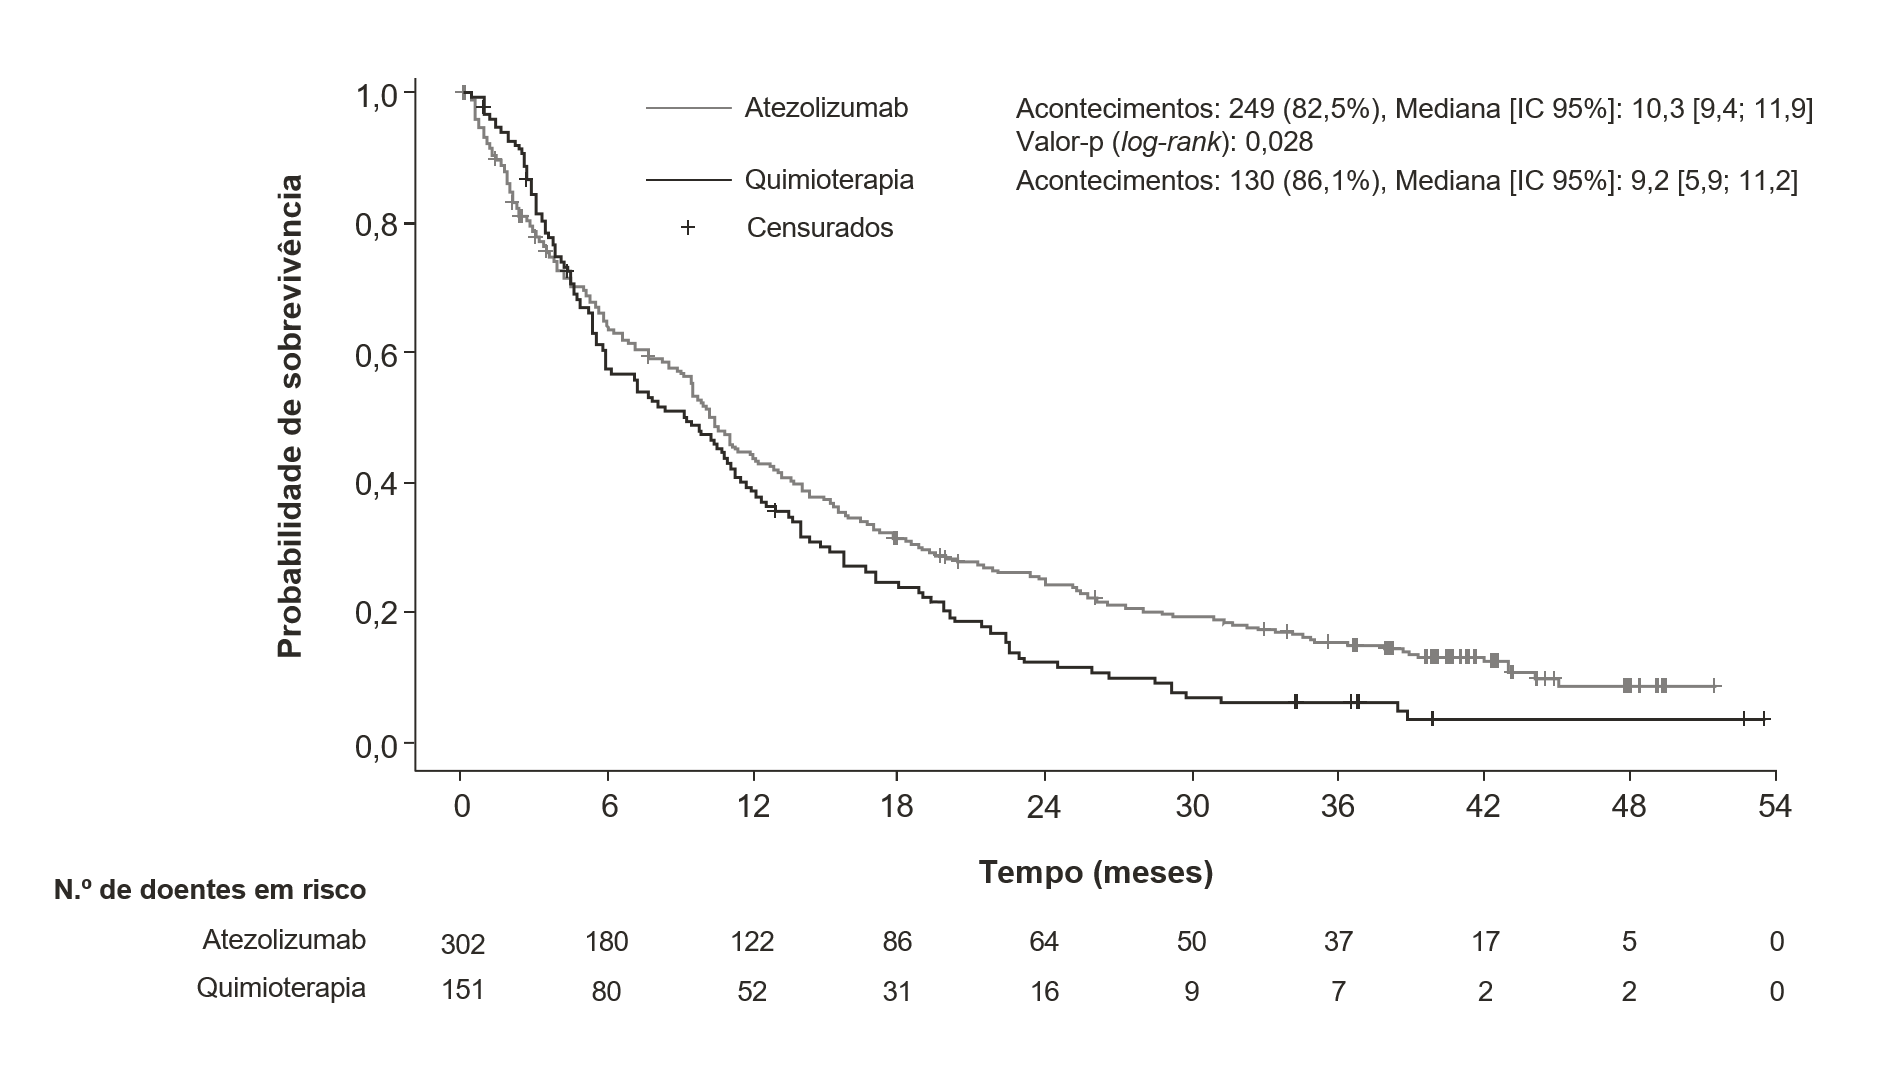 Atezolizumab Acontecimentos: 249 (82,5%), Mediana [IC 95%]: 10,3 [9,4; 11,9]
Valor-p (log-rank): 0,028
Quimioterapia Acontecimentos: 130 (86,1%), Mediana [IC 95%]: 9,2 [5,9; 11,2]
Censurados
Probabilidade de sobrevivência
1,0
0,8
0,6
0,4
0,2
0,0
0 6 12 18 24 30 36 42 48 54
Tempo (meses)
N.º de doentes em risco
Atezolizumab 302 180 122 86 64 50 37 17 5 0
Quimioterapia 151 80 52 31 16 9 7 2 2 0